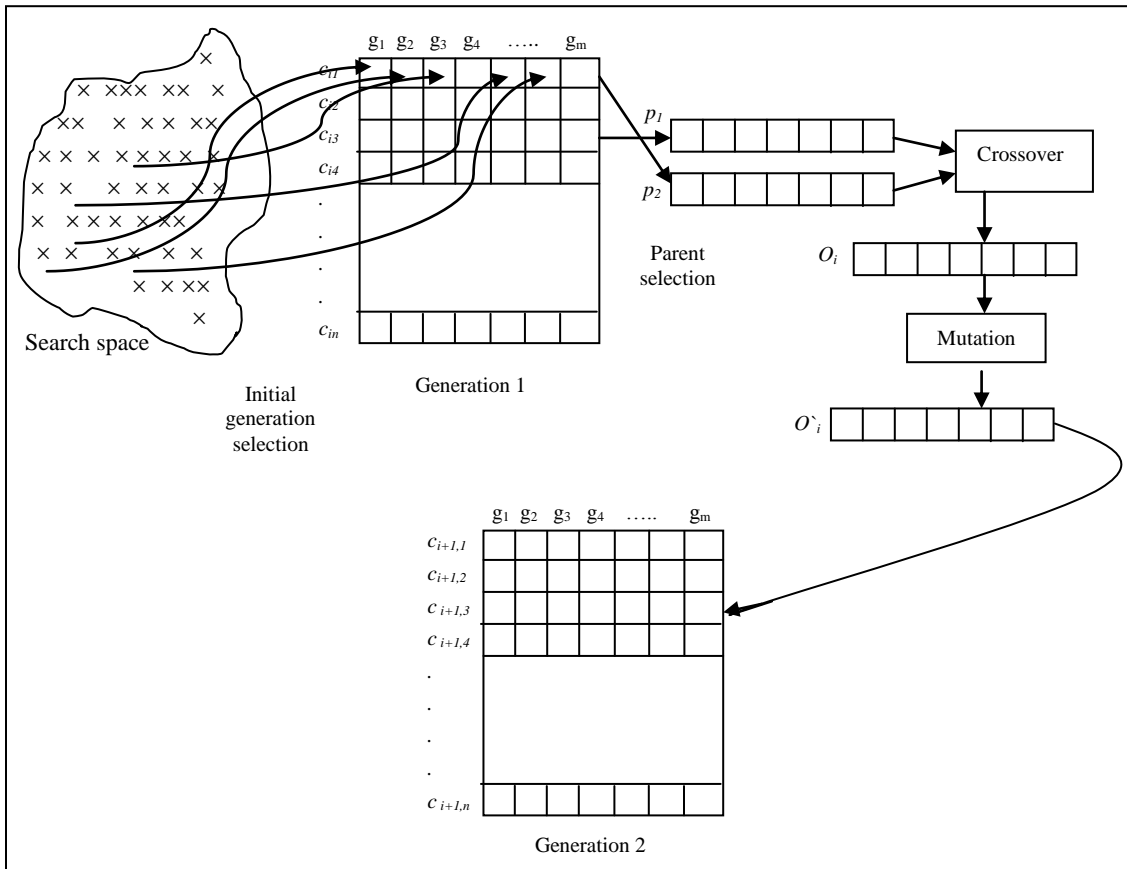 g1 g2 g3 g4 ..... gm
ci1
ci2
ci3
ci4
.
.
.
.
cin
Search space
Initial
generation
selection
Generation 1
p1
p2
Parent
selection
Crossover
Oi
Mutation
O`i
g1 g2 g3 g4 ..... gm
ci+1,1
ci+1,2
c i+1,3
c i+1,4
.
.
.
.
c i+1,n
Generation 2